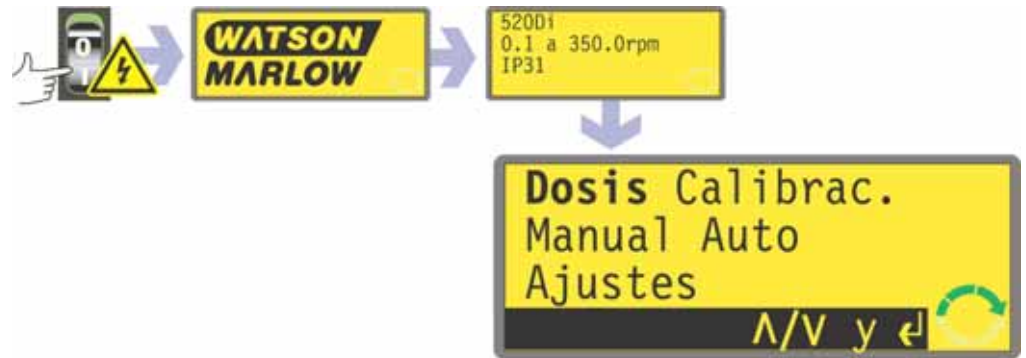 0
I
WATSON
MARLOW
520Di
0.1 a 350.0rpm
IP31
Dosis Calibrac.
Manual Auto
Ajustes
Λ/V y ↵